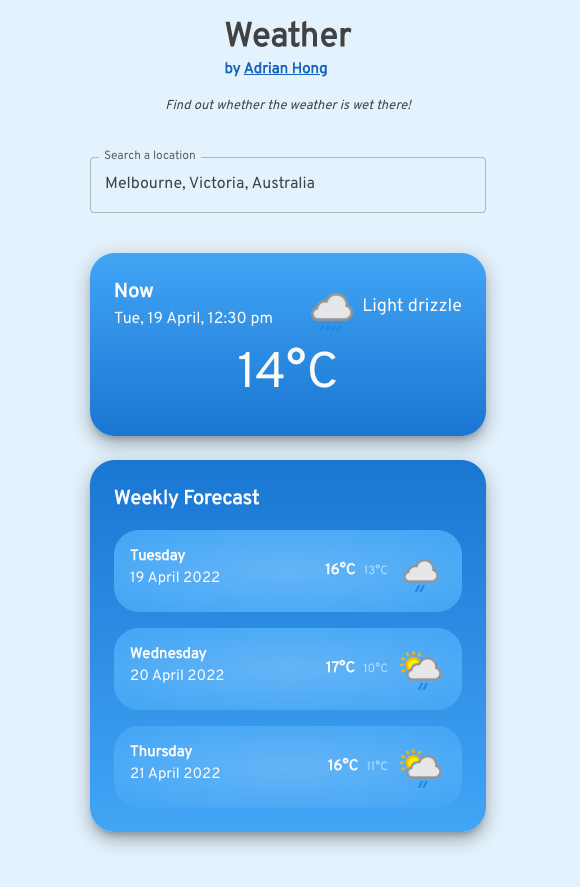 Weather
by Adrian Hong
Find out whether the weather is wet there!
Search a location
Melbourne, Victoria, Australia
Now
Tue, 19 April, 12:30 pm
Light drizzle
14°C
Weekly Forecast
Tuesday
19 April 2022
16°C 13°C
Wednesday
20 April 2022
17°C 10°C
Thursday
21 April 2022
16°C 11°C